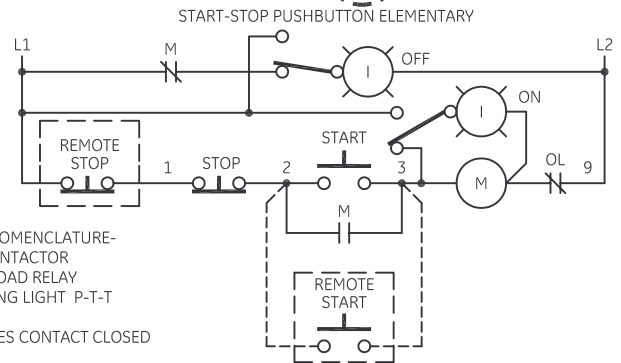 START-STOP PUSHBUTTON ELEMENTARY
L1
L2
M
I
OFF
I
ON
REMOTE
STOP
1
STOP
2
START
3
M
OL
9
M
REMOTE
START
OMENCLATURE-
NTACTOR
OAD RELAY
NG LIGHT P-T-T
ES CONTACT CLOSED